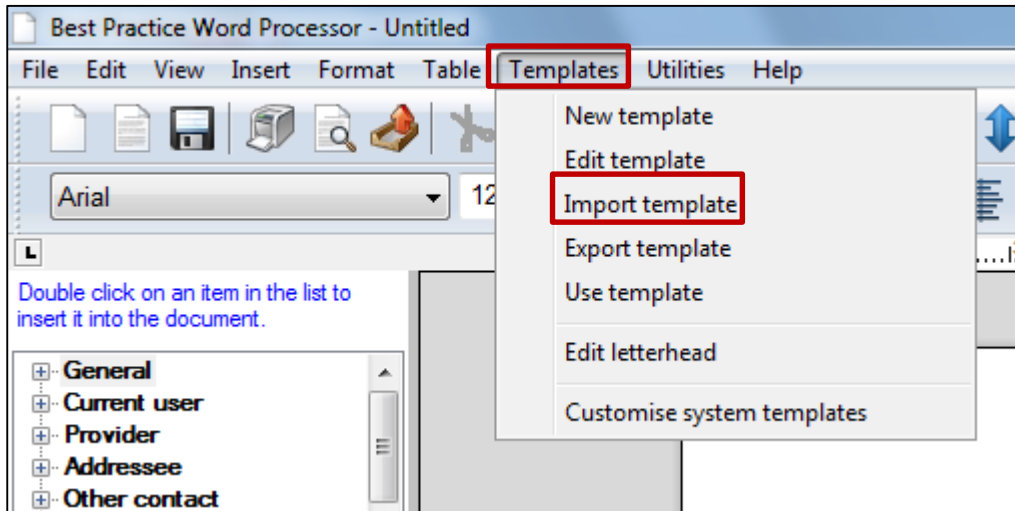 Best Practice Word Processor - Untitled
File Edit View Insert Format Table Templates Utilities Help
New template
Edit template
Arial 12
Import template
Export template
Use template
Edit letterhead
Customise system templates
L
Double click on an item in the list to
insert it into the document.
General
Current user
Provider
Addressee
Other contact